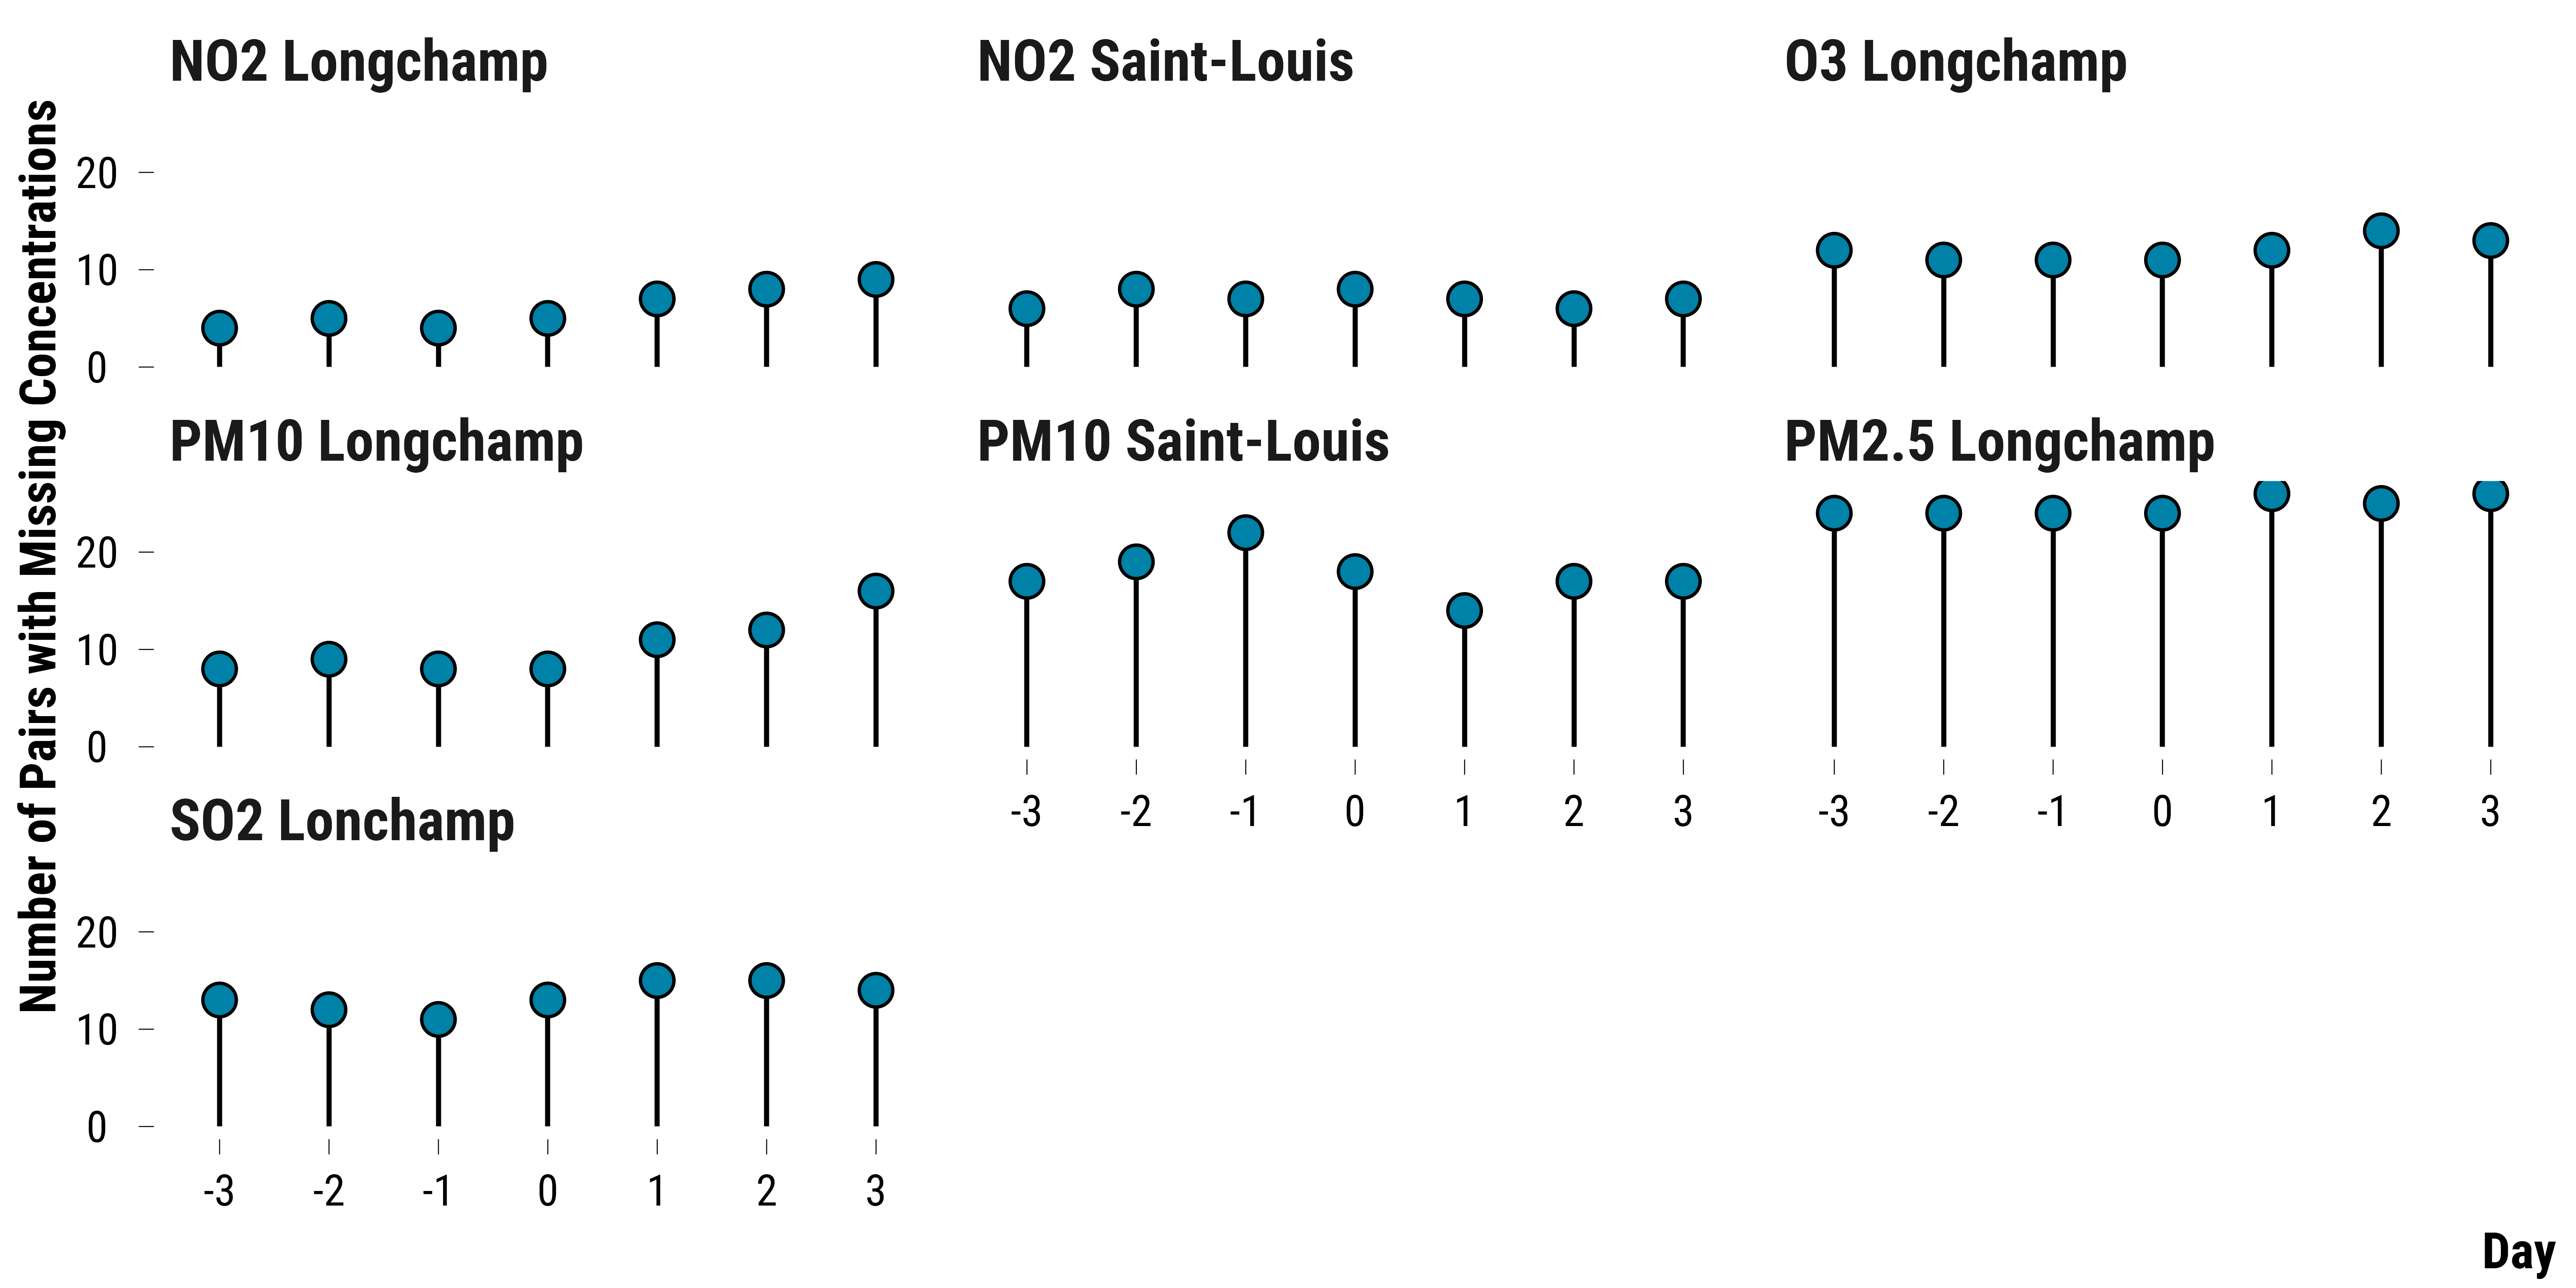 Number of Pairs with Missing Concentrations
NO2 Longchamp
20
10
0
NO2 Saint-Louis
O3 Longchamp
PM10 Longchamp
20
10
0
PM10 Saint-Louis
-3 -2 -1 0 1 2 3
PM2.5 Longchamp
-3 -2 -1 0 1 2 3
SO2 Lonchamp
20
10
0
-3 -2 -1 0 1 2 3
Day